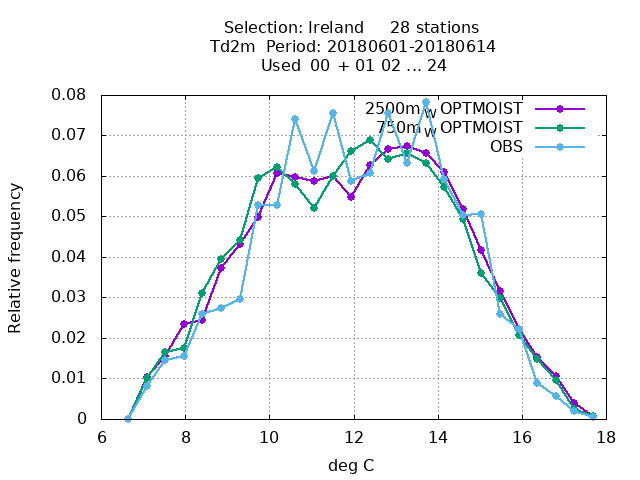 Selection: Ireland 28 stations
Td2m Period: 20180601-20180614
Used 00 + 01 02 ... 24
2500m_W OPTMOIST
750m_W OPTMOIST
OBS
Relative frequency
0.08
0.07
0.06
0.05
0.04
0.03
0.02
0.01
0
6 8 10 12 14 16 18
deg C